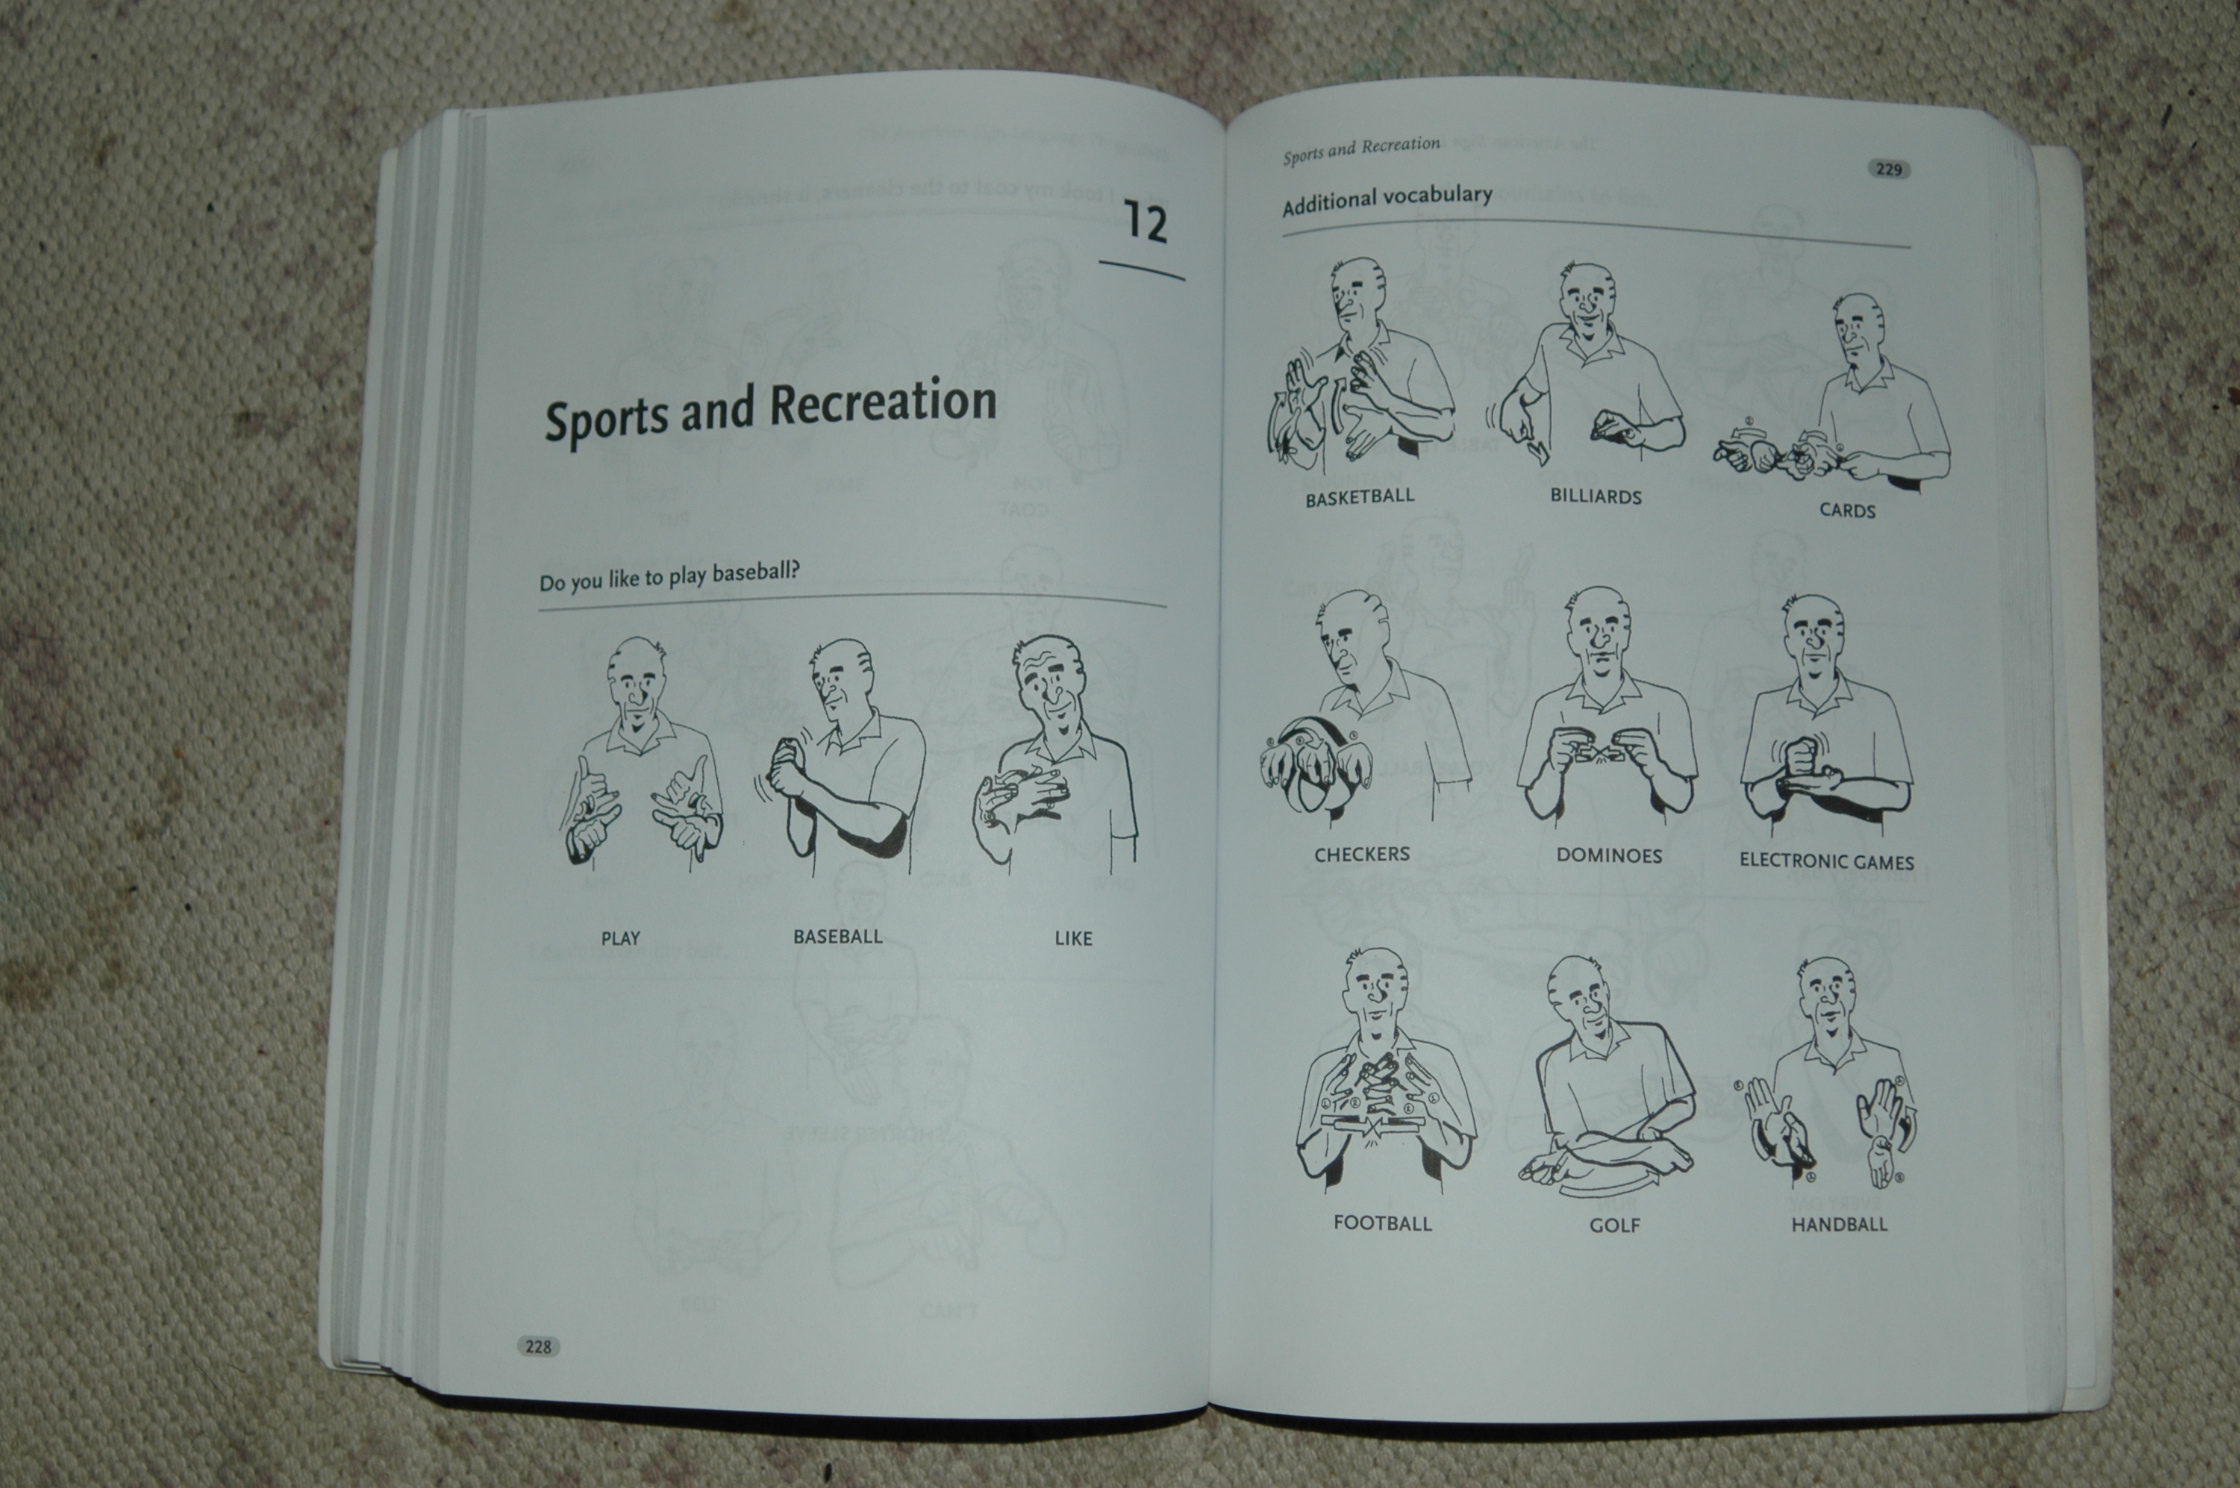 12
Sports and Recreation
Do you like to play baseball?
PLAY
BASEBALL
LIKE
228
Sports and Recreation
229
Additional vocabulary
BASKETBALL
BILLIARDS
CARDS
CHECKERS
DOMINOES
ELECTRONIC GAMES
FOOTBALL
GOLF
HANDBALL